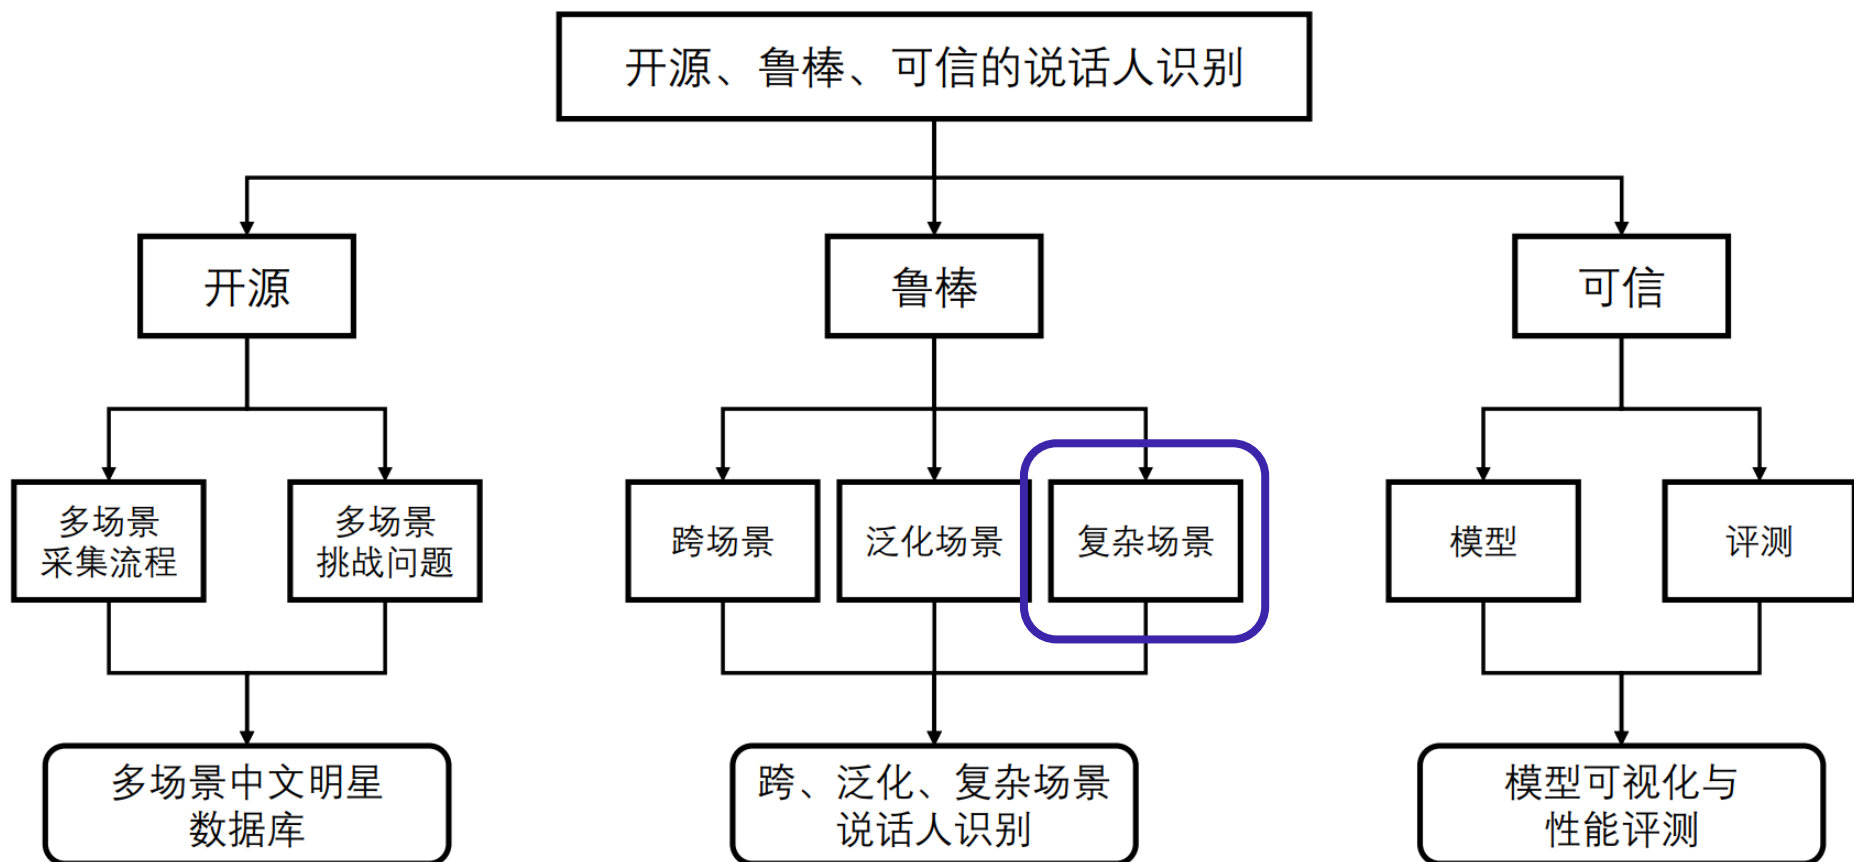 开源、鲁棒、可信的说话人识别
开源
鲁棒
可信
多场景
采集流程
多场景
挑战问题
跨场景
泛化场景
复杂场景
模型
评测
多场景中文明星
数据库
跨、泛化、复杂场景
说话人识别
模型可视化与
性能评测